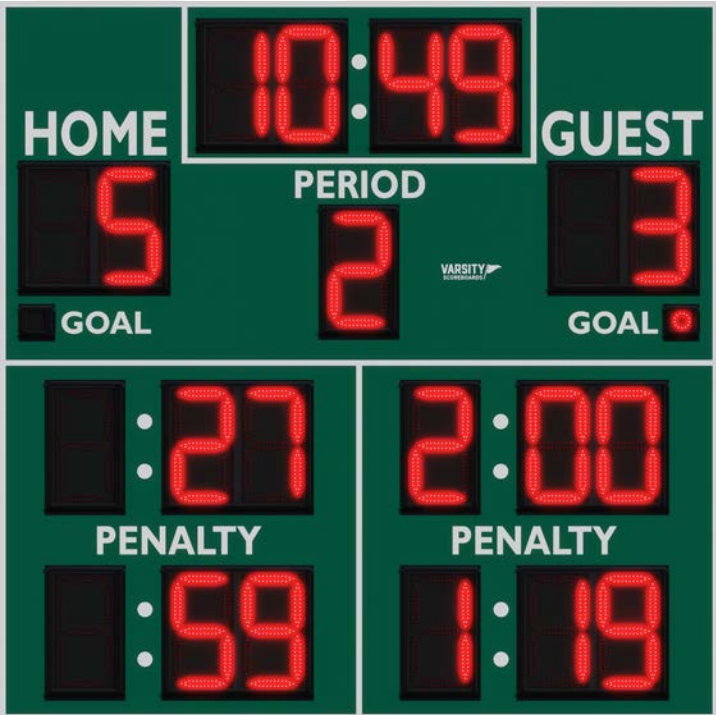 10:49
HOME
GUEST
5
PERIOD
3
2
VARSITY
SCOREBOARDS
GOAL
GOAL
:27
2:00
PENALTY
PENALTY
:59
1:19